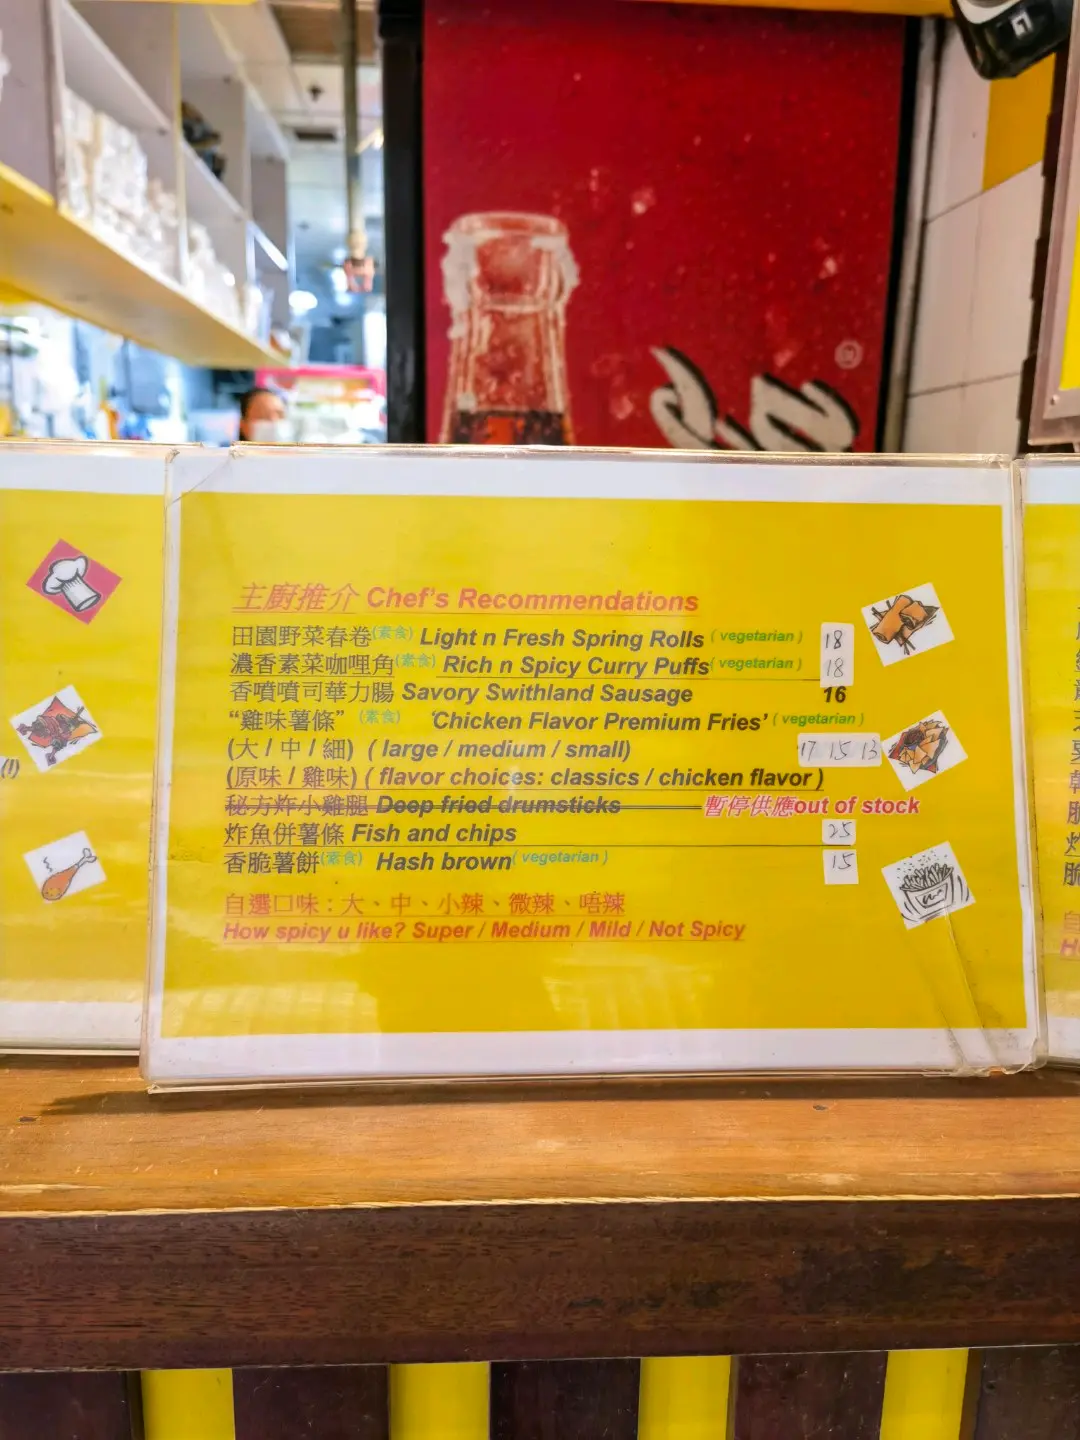 主廚推介 Chef's Recommendations
田園野菜春卷(素食) Light n Fresh Spring Rolls (vegetarian) 18
濃香素菜咖哩角(素食) Rich n Spicy Curry Puffs (vegetarian) 18
香噴噴司華力腸 Savory Swithland Sausage 16
“雞味薯條” (素食) 'Chicken Flavor Premium Fries' (vegetarian)
(大 / 中 / 細) (large / medium / small) 17 15 13
(原味 / 雞味) (flavor choices: classics / chicken flavor)
秘方炸小雞腿 Deep fried drumsticks 暫停供應out of stock
炸魚併薯條 Fish and chips 25
香脆薯餅(素食) Hash brown (vegetarian) 15
自選口味：大、中、小辣、微辣、唔辣
How spicy u like? Super / Medium / Mild / Not Spicy